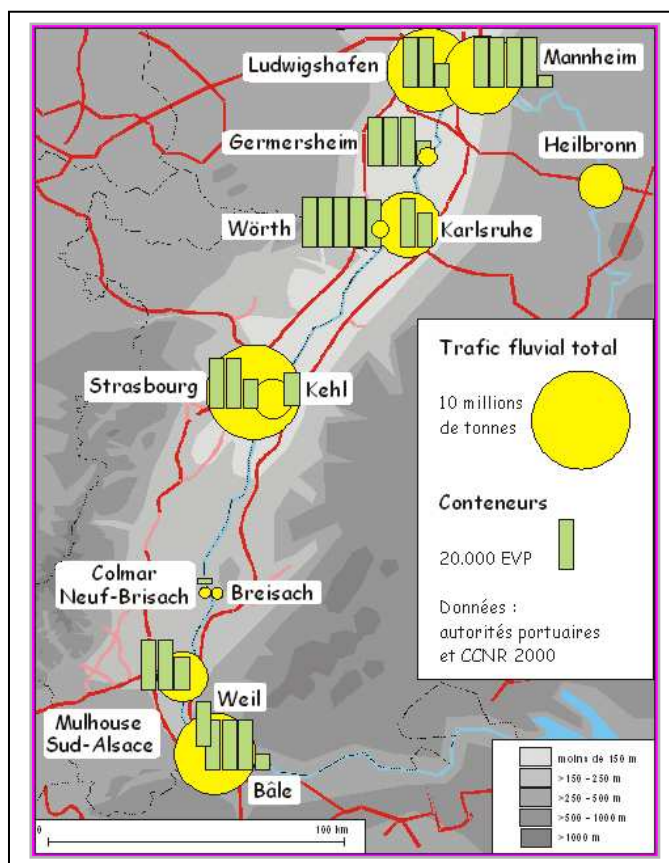 Ludwigshafen
Mannheim
Germersheim
Heilbronn
Wörth
Karlsruhe
Trafic fluvial total
10 millions
de tonnes
Strasbourg
Kehl
Conteneurs
20.000 EVP
Colmar
Neuf-Brisach
Breisach
Données :
autorités portuaires
et CCNR 2000
Weil
Mulhouse
Sud-Alsace
Bâle
moins de 150 m
>150 - 250 m
>250 - 500 m
>500 - 1000 m
>1000 m
0
100 km